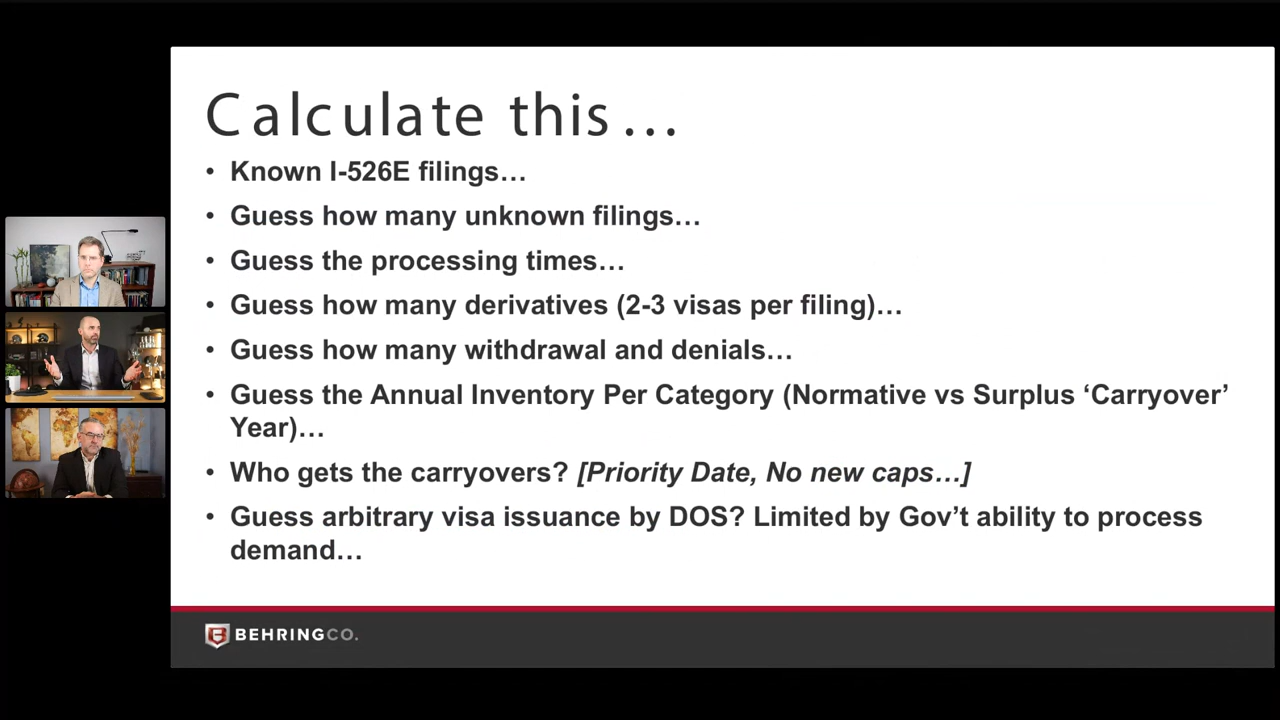 Calculate this…
• Known I-526E filings…
• Guess how many unknown filings…
• Guess the processing times…
• Guess how many derivatives (2-3 visas per filing)…
• Guess how many withdrawal and denials…
• Guess the Annual Inventory Per Category (Normative vs Surplus ‘Carryover’
Year)…
• Who gets the carryovers? [Priority Date, No new caps…]
• Guess arbitrary visa issuance by DOS? Limited by Gov’t ability to process
demand…
BEHRINGCO.